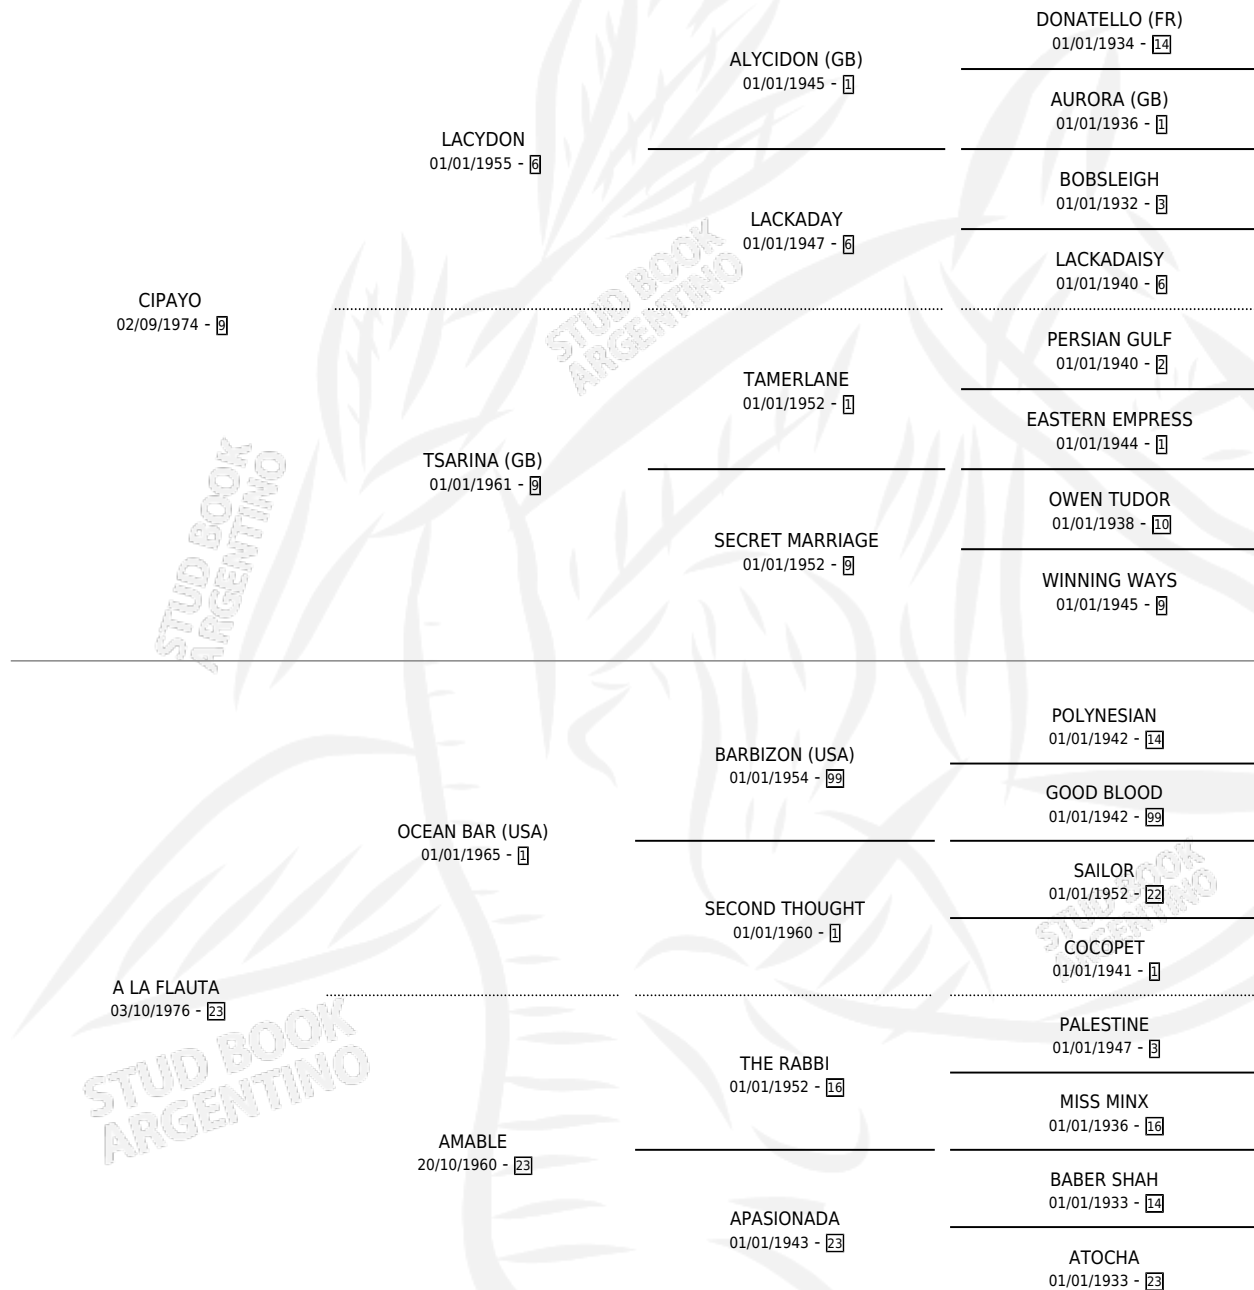 DONATELLO (FR)
01/01/1934 - 14
ALYCIDON (GB)
01/01/1945 - 1
AURORA (GB)
01/01/1936 - 1
LACYDON
01/01/1955 - 6
BOBSLEIGH
01/01/1932 - 3
LACKADAY
01/01/1947 - 6
LACKADAISY
01/01/1940 - 6
CIPAYO
02/09/1974 - 9
PERSIAN GULF
01/01/1940 - 2
TAMERLANE
01/01/1952 - 1
EASTERN EMPRESS
01/01/1944 - 1
TSARINA (GB)
01/01/1961 - 9
OWEN TUDOR
01/01/1938 - 10
SECRET MARRIAGE
01/01/1952 - 9
WINNING WAYS
01/01/1945 - 9
POLYNESIAN
01/01/1942 - 14
BARBIZON (USA)
01/01/1954 - 99
GOOD BLOOD
01/01/1942 - 99
OCEAN BAR (USA)
01/01/1965 - 1
SAILOR
01/01/1952 - 22
SECOND THOUGHT
01/01/1960 - 1
COCOPET
01/01/1941 - 1
A LA FLAUTA
03/10/1976 - 23
PALESTINE
01/01/1947 - 3
THE RABBI
01/01/1952 - 16
MISS MINX
01/01/1936 - 16
AMABLE
20/10/1960 - 23
BABER SHAH
01/01/1933 - 14
APASIONADA
01/01/1943 - 23
ATOCHA
01/01/1933 - 23
STUD BOOK
ARGENTINO
STUD BOOK
ARGENTINO
STUD BOOK
ARGENTINO
STUD BOOK
ARGENTINO